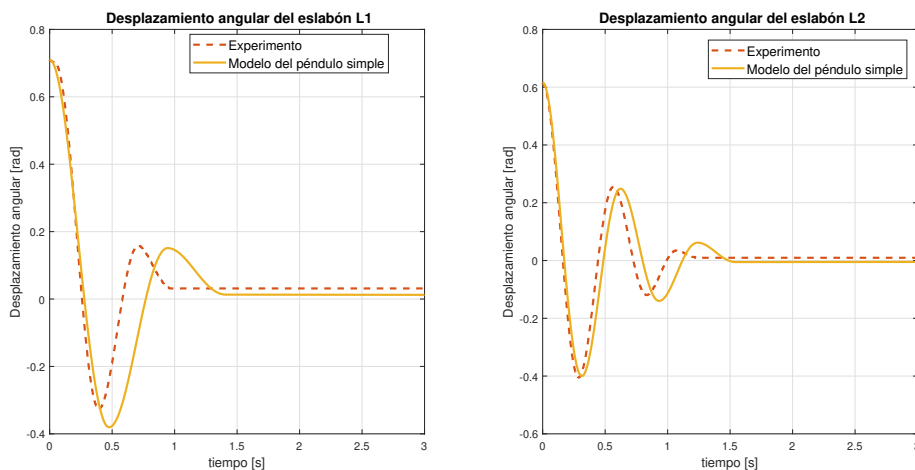 Desplazamiento angular del eslabón L1
0.8
0.6
0.4
0.2
0
-0.2
-0.4
Desplazamiento angular [rad]
Experimento
Modelo del péndulo simple
0 0.5 1 1.5 2 2.5 3
tiempo [s]
Desplazamiento angular del eslabón L2
0.8
0.6
0.4
0.2
0
-0.2
-0.4
-0.6
Desplazamiento angular [rad]
Experimento
Modelo del péndulo simple
0 0.5 1 1.5 2 2.5 3
tiempo [s]